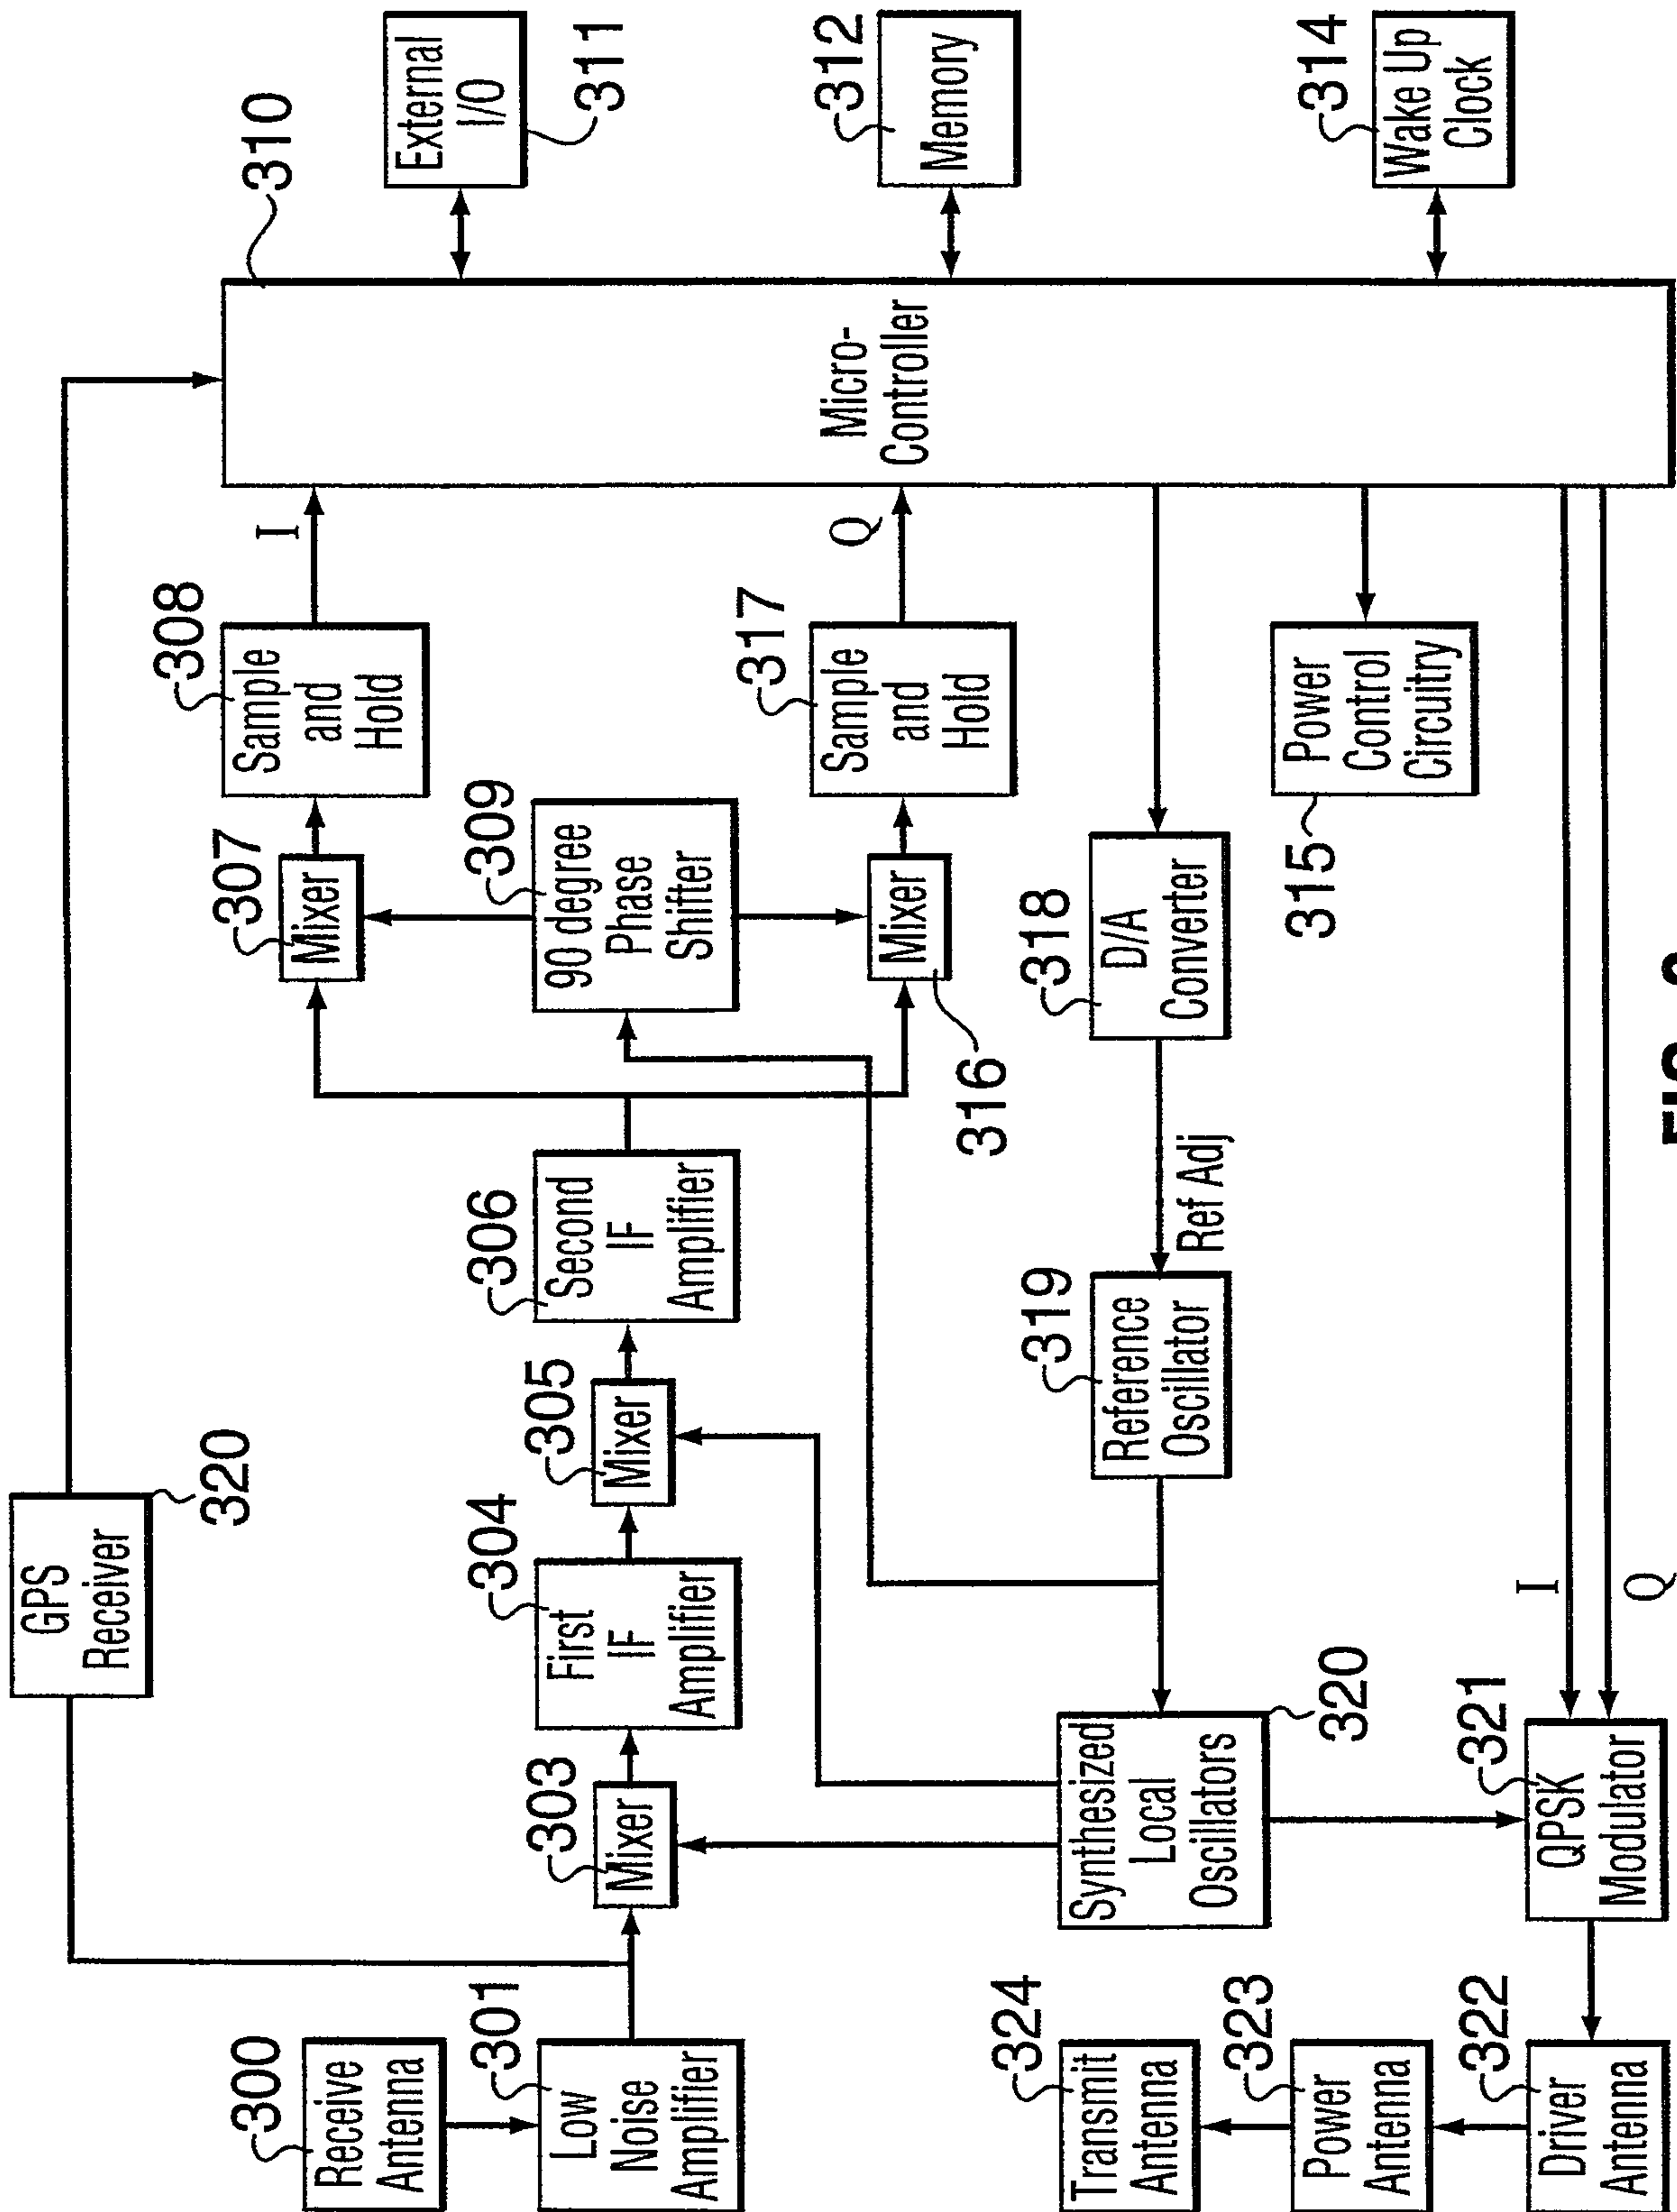 GPS
Receiver
320
300
Receive
Antenna
301
Low
Noise
Amplifier
303
Mixer
304
First
IF
Amplifier
305
Mixer
306
Second
IF
Amplifier
307
Mixer
308
Sample
and
Hold
I
309
90 degree
Phase
Shifter
316
Mixer
317
Sample
and
Hold
Q
310
Micro-
Controller
External
I/O
311
312
Memory
314
Wake Up
Clock
318
D/A
Converter
Ref Adj
319
Reference
Oscillator
Synthesized
Local
Oscillators
320
315
Power
Control
Circuitry
324
Transmit
Antenna
323
Power
Antenna
322
Driver
Antenna
321
QPSK
Modulator
I
Q